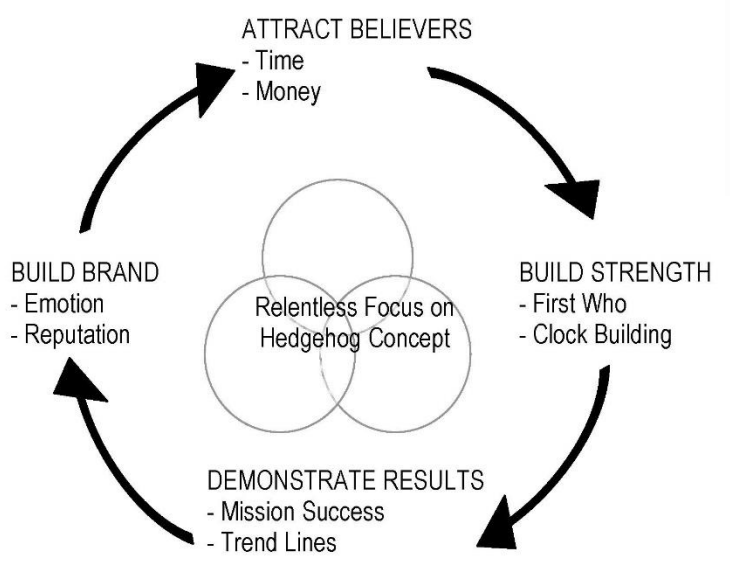 ATTRACT BELIEVERS
- Time
- Money
BUILD STRENGTH
- First Who
- Clock Building
DEMONSTRATE RESULTS
- Mission Success
- Trend Lines
BUILD BRAND
- Emotion
- Reputation
Relentless Focus on
Hedgehog Concept